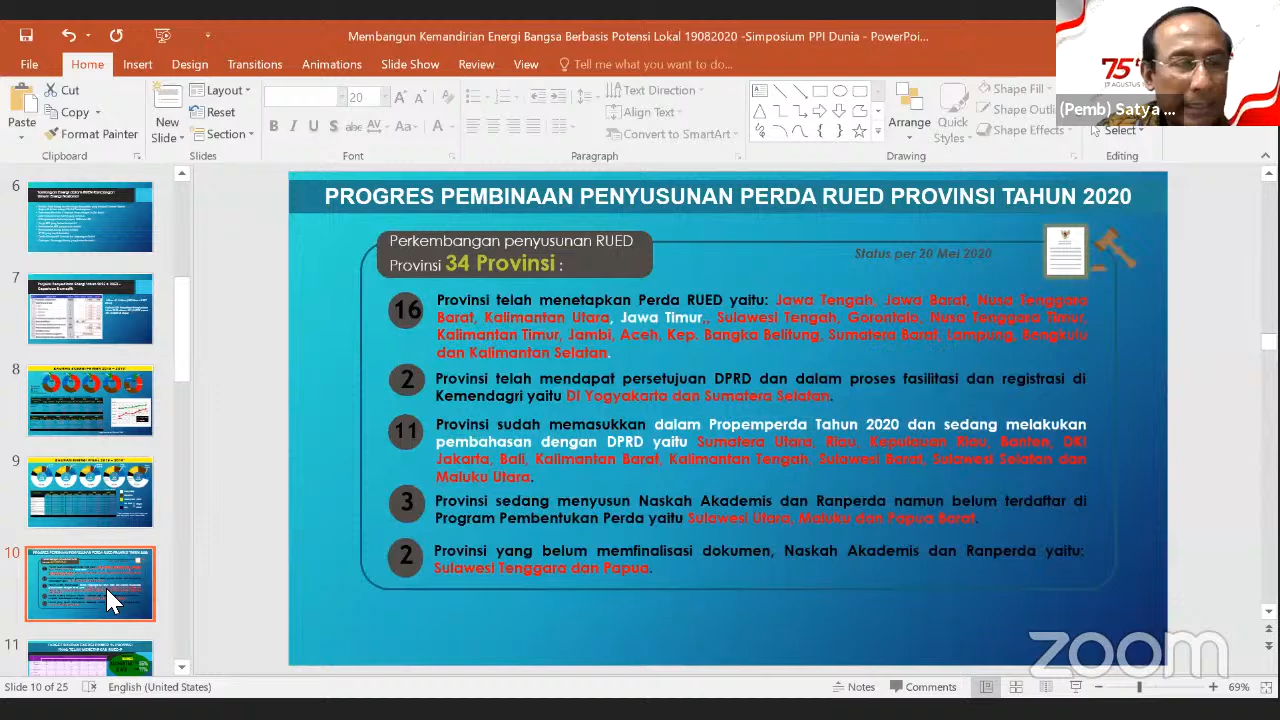 Membangun Kemandirian Energi Bangsa Berbasis Potensi Lokal 19082020 -Simposium PPI Dunia - PowerPoi...
File Home Insert Design Transitions Animations Slide Show Review View Tell me what you want to do...
Paste
Cut
Copy
Format Painter
Clipboard
New
Slide
Layout
Reset
Section
Slides
20
Font
Text Direction
Align Text
Convert to SmartArt
Paragraph
Arrange
Quick
Styles
Shape Fill
Shape Outli
Shape Effects
Drawing
Select
Editing
75
17 AGUSTUS
(Pemb) Satya ...
6
7
8
9
10
11
PROGRES PEMBINAAN PENYUSUNAN PERDA RUED PROVINSI TAHUN 2020
Perkembangan penyusunan RUED
Provinsi 34 Provinsi :
Status per 20 Mei 2020
16 Provinsi telah menetapkan Perda RUED yaitu: Jawa Tengah, Jawa Barat, Nusa Tenggara
Barat, Kalimantan Utara, Jawa Timur,, Sulawesi Tengah, Gorontalo, Nusa Tenggara Timur,
Kalimantan Timur, Jambi, Aceh, Kep. Bangka Belitung, Sumatera Barat, Lampung, Bengkulu
dan Kalimantan Selatan.
2 Provinsi telah mendapat persetujuan DPRD dan dalam proses fasilitasi dan registrasi di
Kemendagri yaitu DI Yogyakarta dan Sumatera Selatan.
11 Provinsi sudah memasukkan dalam Propemperda Tahun 2020 dan sedang melakukan
pembahasan dengan DPRD yaitu Sumatera Utara, Riau, Kepulauan Riau, Banten, DKI
Jakarta, Bali, Kalimantan Barat, Kalimantan Tengah, Sulawesi Barat, Sulawesi Selatan dan
Maluku Utara.
3 Provinsi sedang menyusun Naskah Akademis dan Ranperda namun belum terdaftar di
Program Pembentukan Perda yaitu Sulawesi Utara, Maluku dan Papua Barat.
2 Provinsi yang belum memfinalisasi dokumen, Naskah Akademis dan Ranperda yaitu:
Sulawesi Tenggara dan Papua.
zoom
Slide 10 of 25 English (United States) Notes Comments 69%